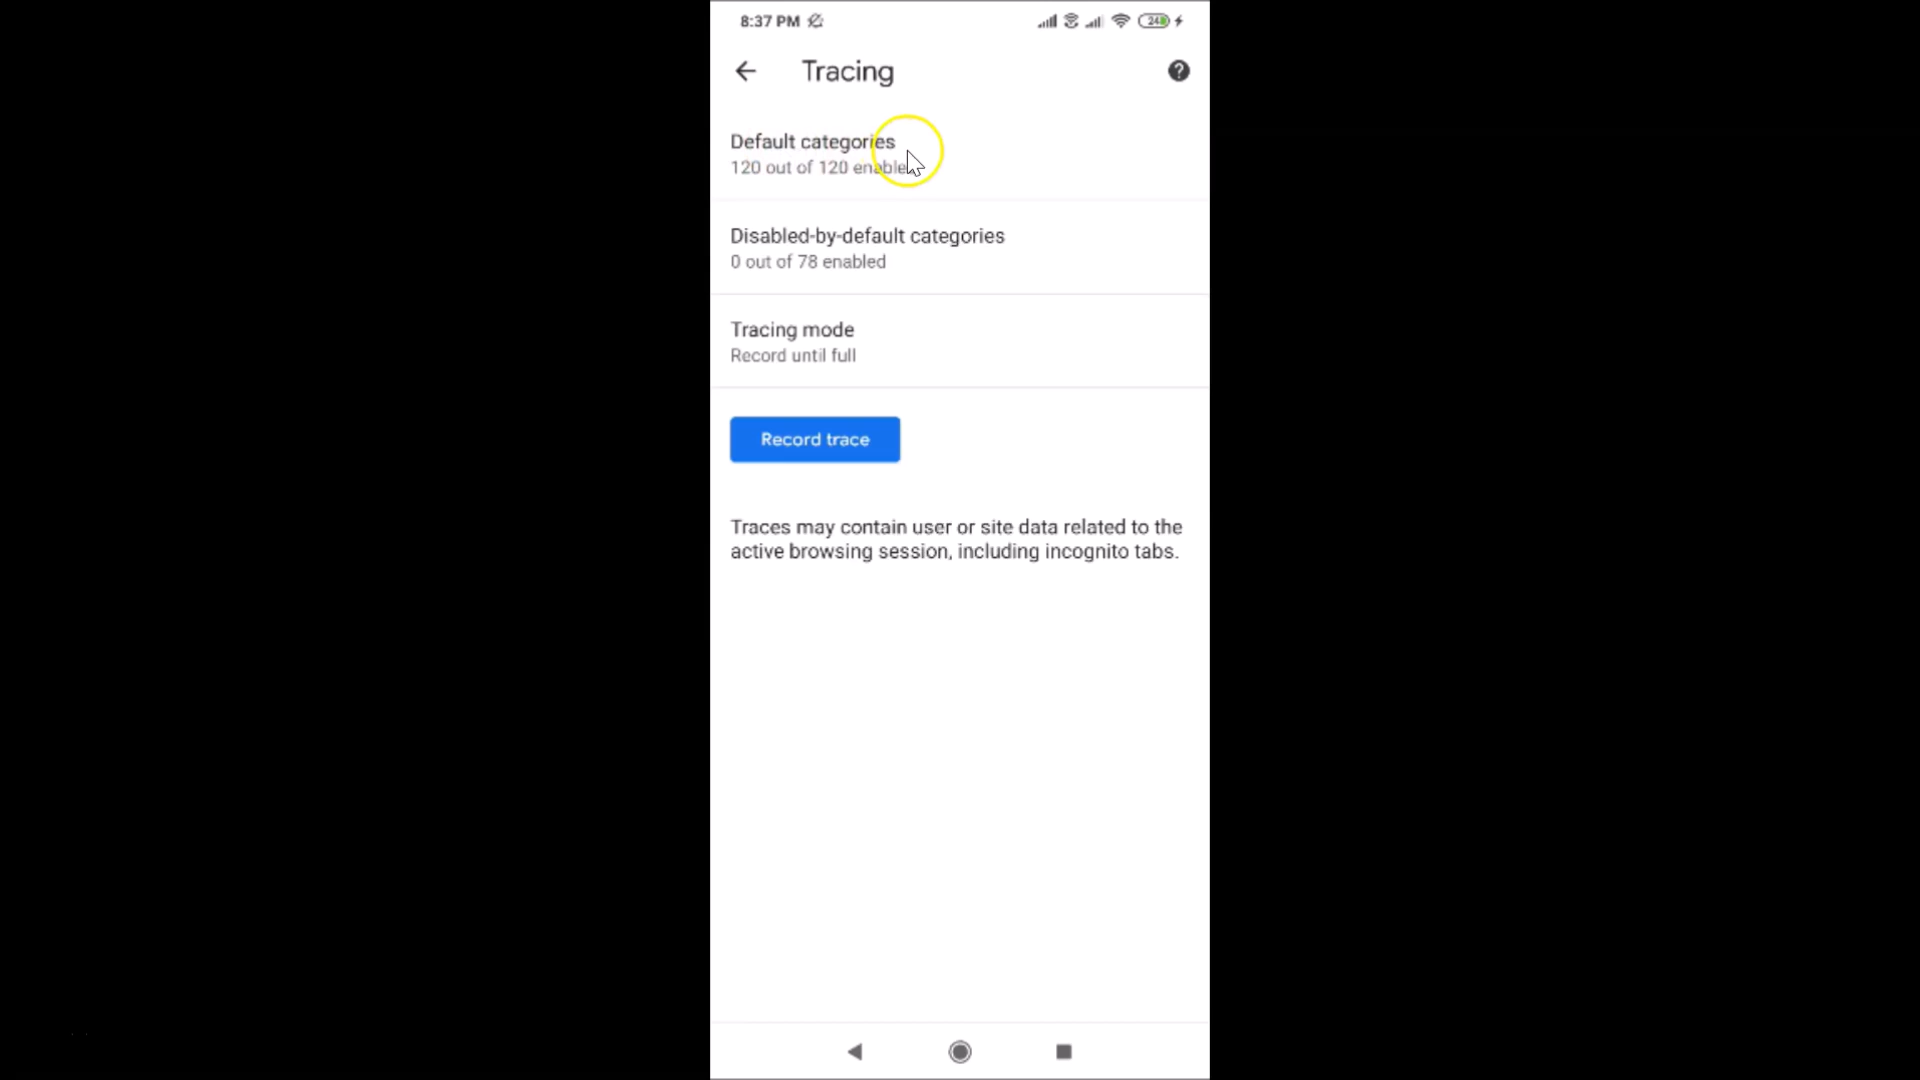 8:37 PM
24
Tracing
Default categories
120 out of 120 enable
Disabled-by-default categories
0 out of 78 enabled
Tracing mode
Record until full
Record trace
Traces may contain user or site data related to the
active browsing session, including incognito tabs.